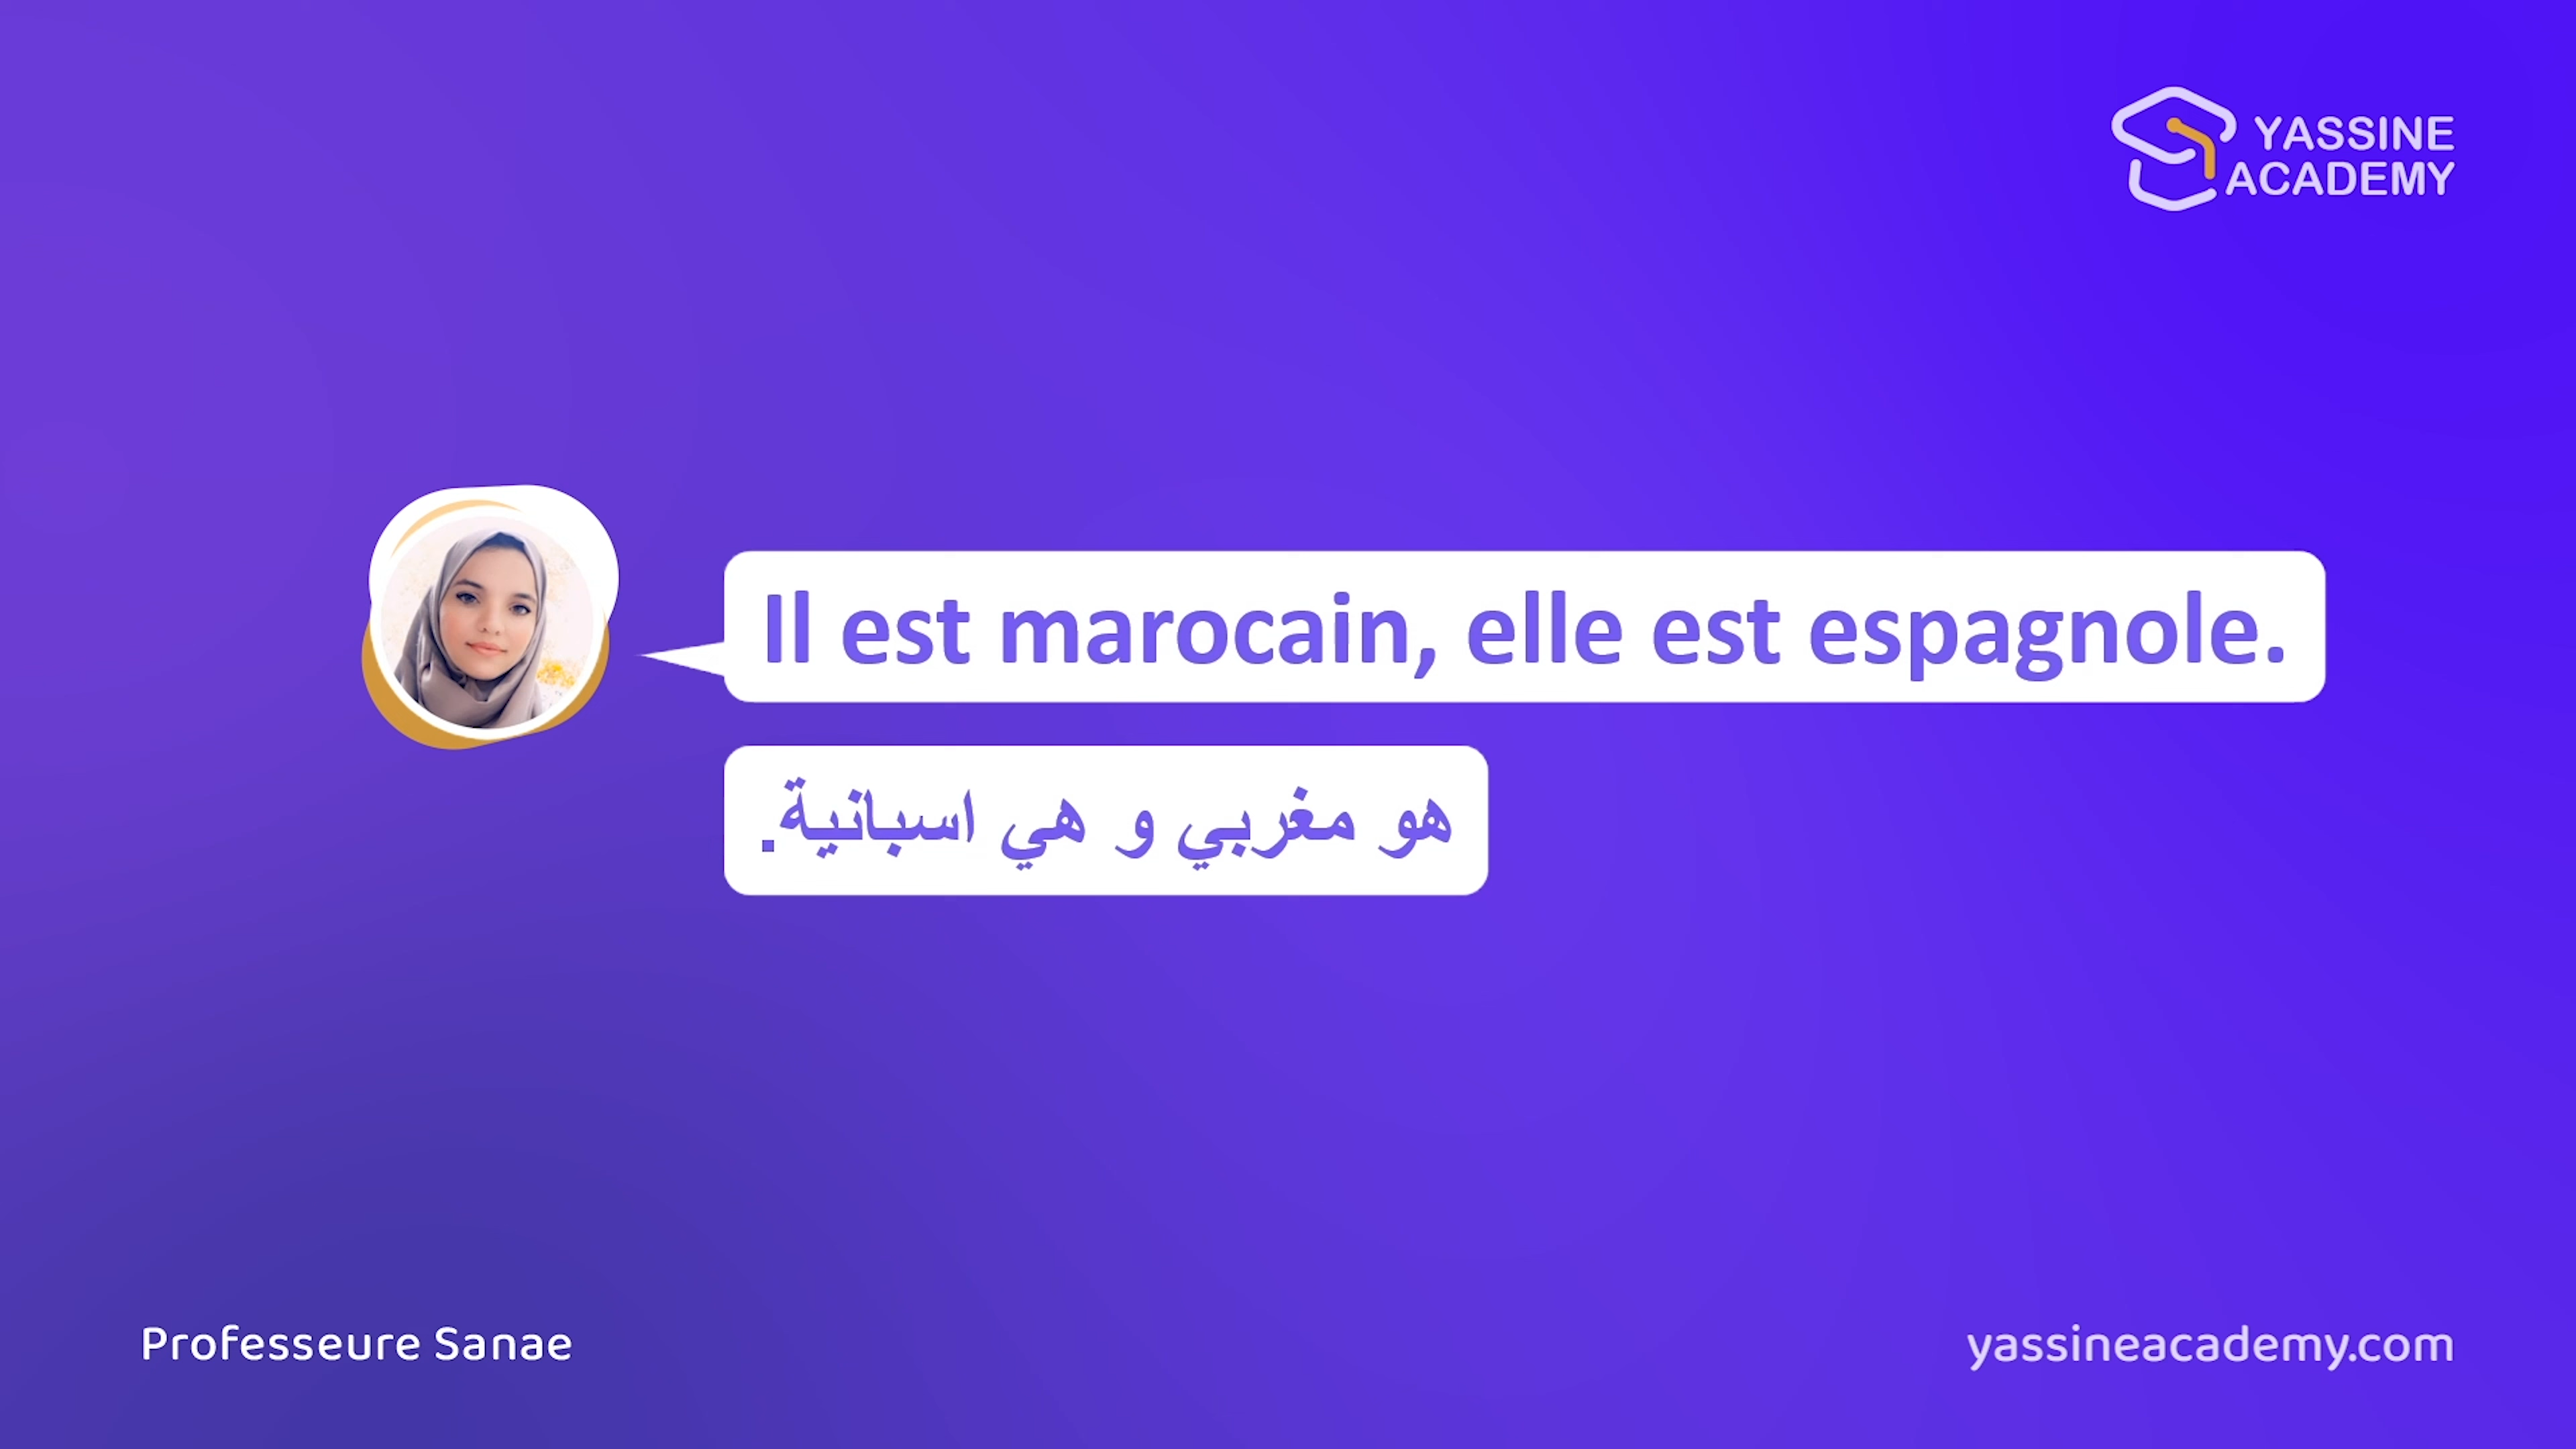 YASSINE
ACADEMY
Il est marocain, elle est espagnole.
هو مغربي و هي اسبانية.
Professeure Sanae
yassineacademy.com